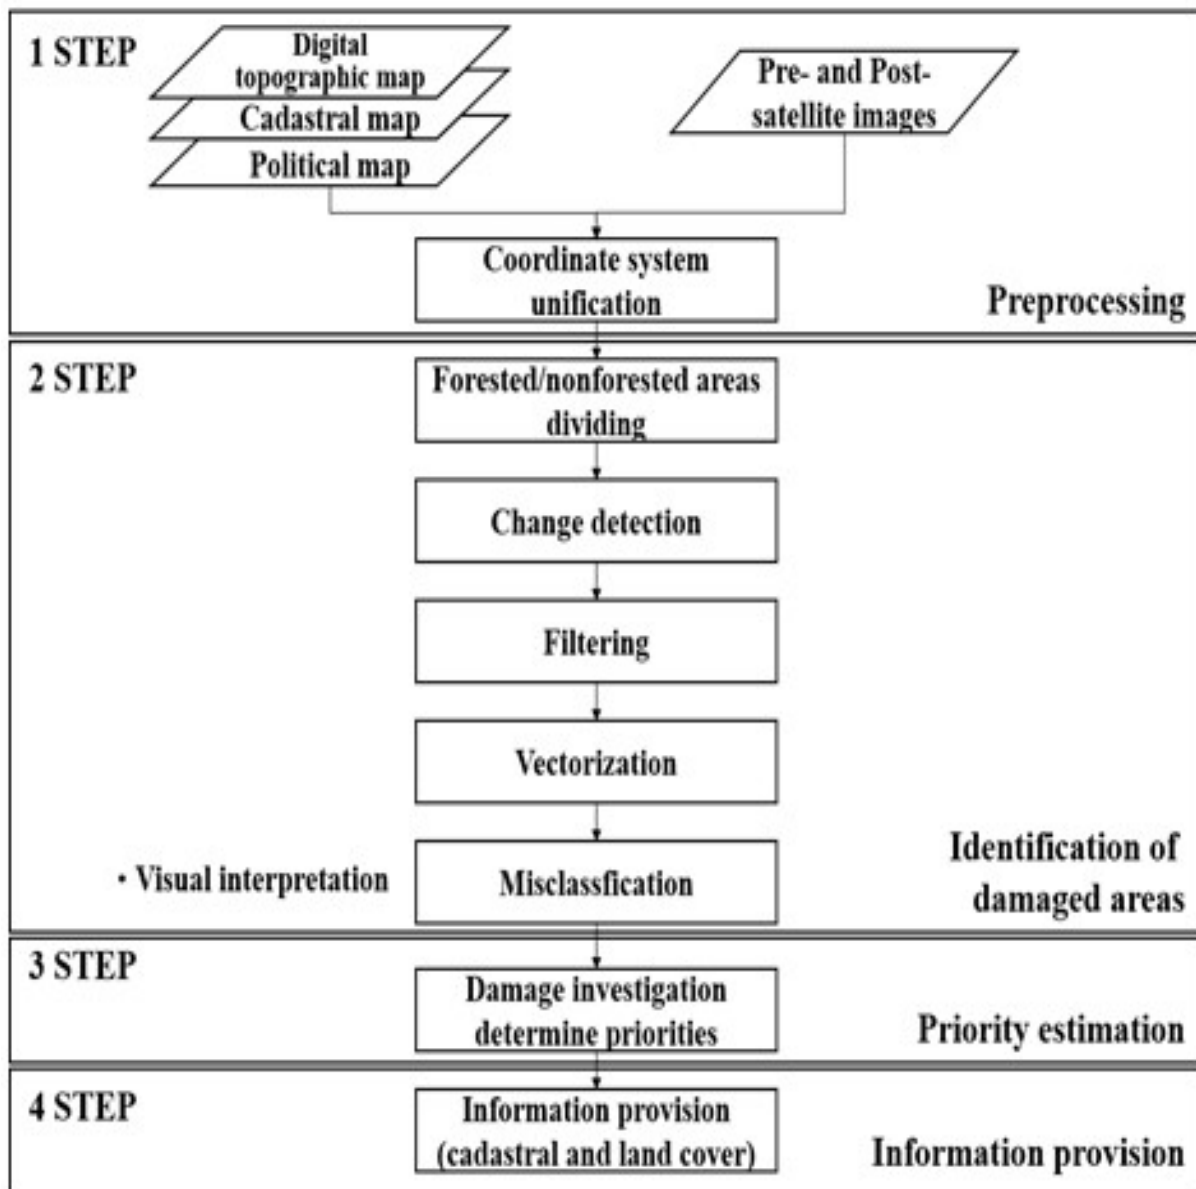 1 STEP
Digital
topographic map
Cadastral map
Political map
Pre- and Post-
satellite images
Coordinate system
unification
Preprocessing
2 STEP
Forested/nonforested areas
dividing
Change detection
Filtering
Vectorization
• Visual interpretation
Misclassfication
Identification of
damaged areas
3 STEP
Damage investigation
determine priorities
Priority estimation
4 STEP
Information provision
(cadastral and land cover)
Information provision